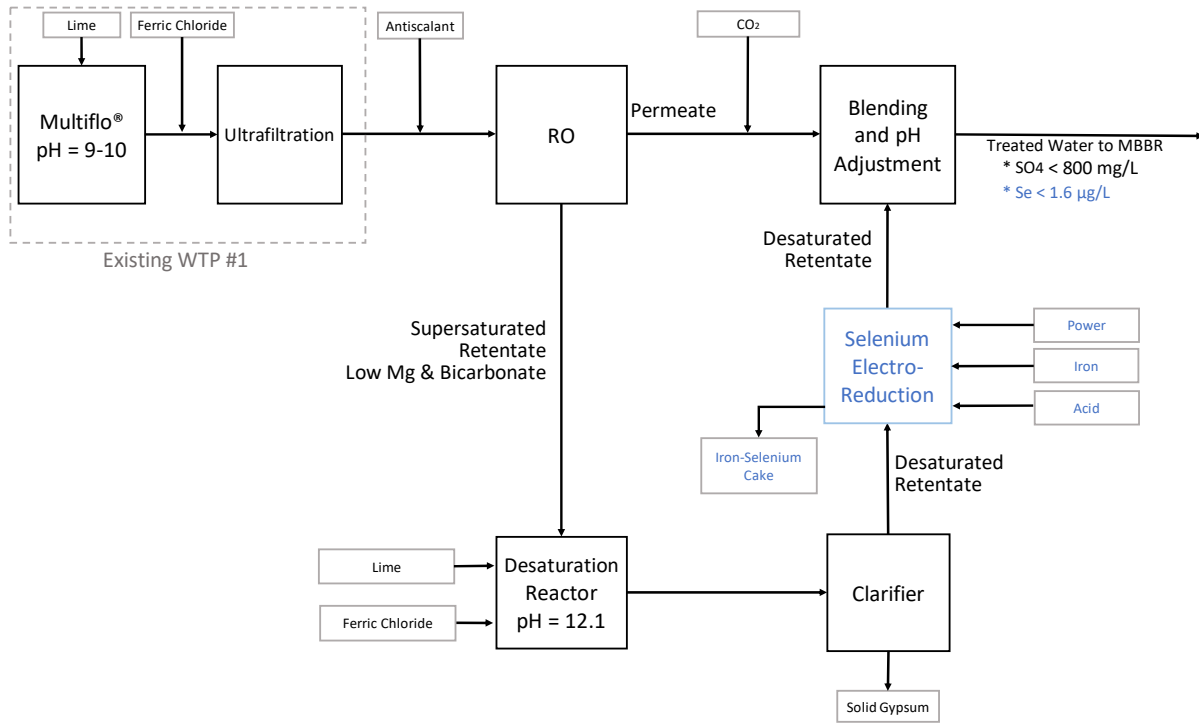 Lime
Ferric Chloride
Multiflo®
pH = 9-10
Ultrafiltration
Existing WTP #1
Antiscalant
RO
Permeate
CO₂
Blending
and pH
Adjustment
Treated Water to MBBR
* SO4 < 800 mg/L
* Se < 1.6 µg/L
Desaturated
Retentate
Supersaturated
Retentate
Low Mg & Bicarbonate
Selenium
Electro-
Reduction
Power
Iron
Acid
Iron-Selenium
Cake
Desaturated
Retentate
Lime
Ferric Chloride
Desaturation
Reactor
pH = 12.1
Clarifier
Solid Gypsum